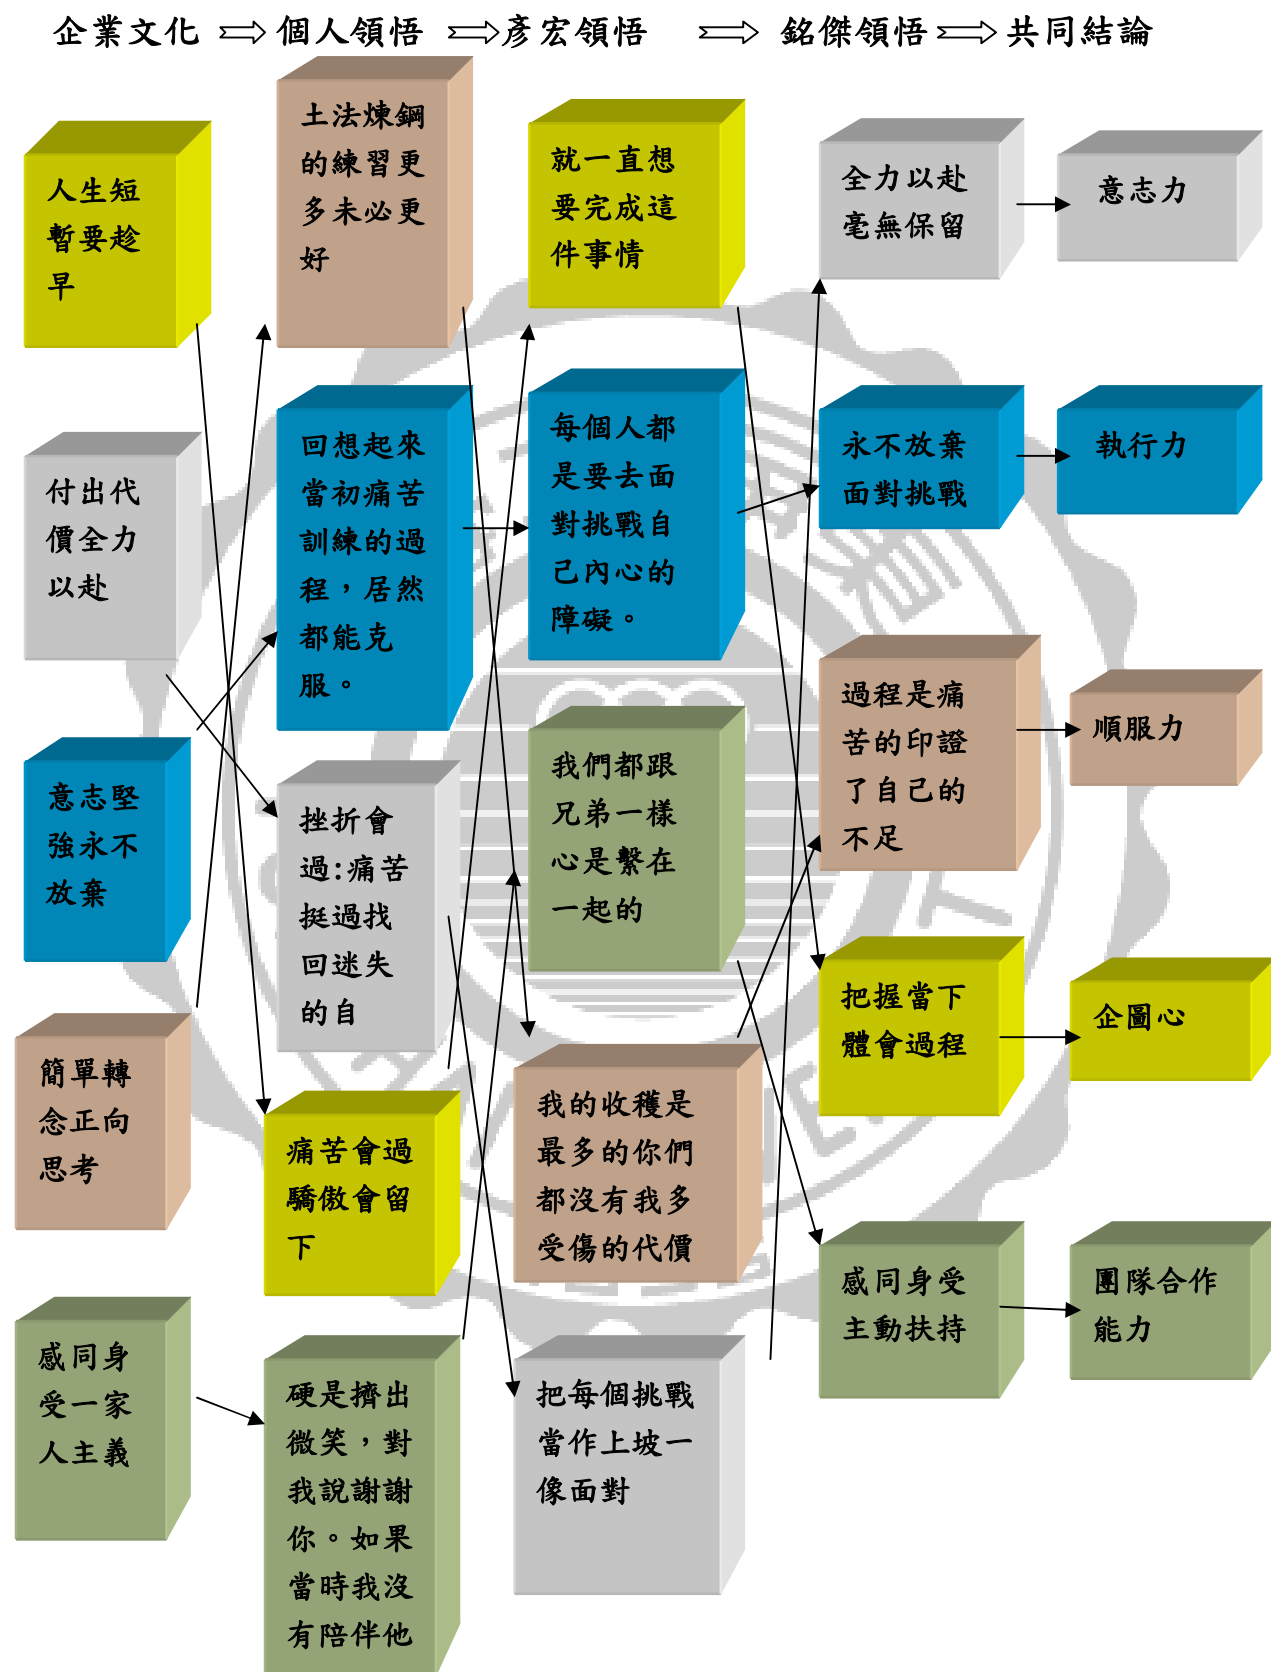 企業文化 ⇨ 個人領悟 ⇨ 彥宏領悟 ⇨ 銘傑領悟 ⇨ 共同結論
人生短
暫要趁
早
付出代
價全力
以赴
意志堅
強永不
放棄
簡單轉
念正向
思考
感同身
受一家
人主義
土法煉鋼
的練習更
多未必更
好
回想起來
當初痛苦
訓練的過
程，居然
都能克
服。
挫折會
過:痛苦
挺過找
回迷失
的自
痛苦會過
驕傲會留
下
硬是擠出
微笑，對
我說謝謝
你。如果
當時我沒
有陪伴他
就一直想
要完成這
件事情
每個人都
是要去面
對挑戰自
己內心的
障礙。
我們都跟
兄弟一樣
心是繫在
一起的
我的收穫是
最多的你們
都沒有我多
受傷的代價
把每個挑戰
當作上坡一
像面對
全力以赴
毫無保留
永不放棄
面對挑戰
過程是痛
苦的印證
了自己的
不足
把握當下
體會過程
感同身受
主動扶持
意志力
執行力
順服力
企圖心
團隊合作
能力